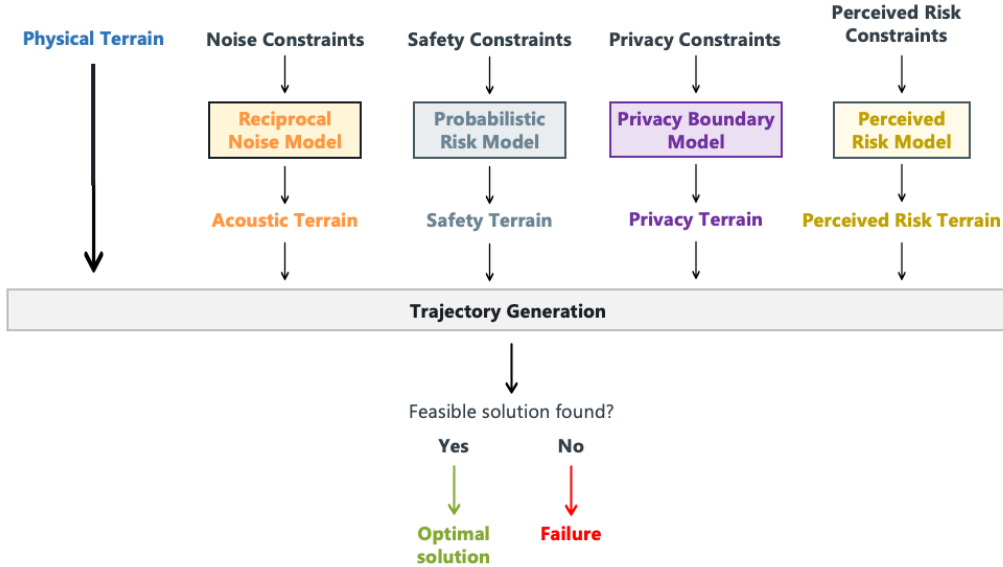 Physical Terrain
Noise Constraints
Safety Constraints
Privacy Constraints
Perceived Risk
Constraints
Reciprocal
Noise Model
Probabilistic
Risk Model
Privacy Boundary
Model
Perceived
Risk Model
Acoustic Terrain
Safety Terrain
Privacy Terrain
Perceived Risk Terrain
Trajectory Generation
Feasible solution found?
Yes
No
Optimal
solution
Failure